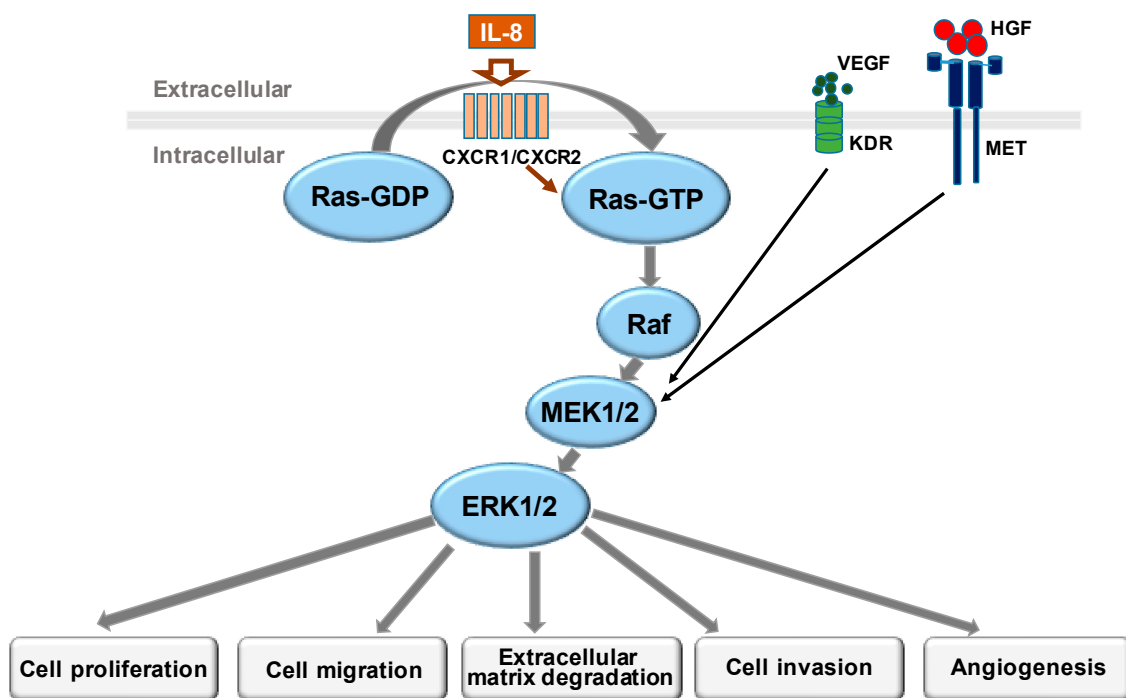 IL-8
HGF
VEGF
Extracellular
Intracellular
CXCR1/CXCR2
KDR
MET
Ras-GDP
Ras-GTP
Raf
MEK1/2
ERK1/2
Cell proliferation
Cell migration
Extracellular
matrix degradation
Cell invasion
Angiogenesis